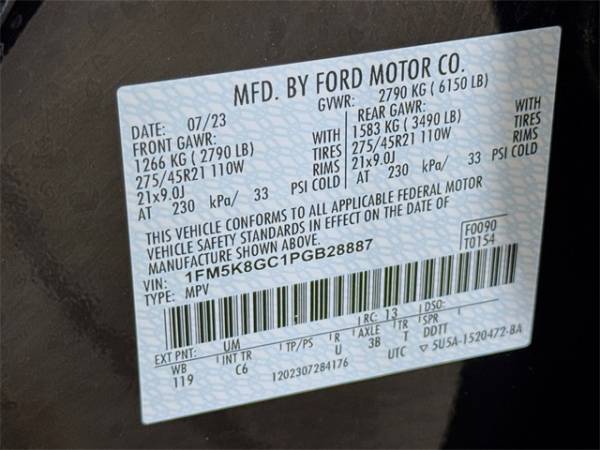 MFD. BY FORD MOTOR CO.
DATE: 07/23 GVWR: 2790 KG ( 6150 LB)
FRONT GAWR: REAR GAWR:
1266 KG ( 2790 LB) WITH 1583 KG ( 3490 LB) WITH
275/45R21 110W TIRES 275/45R21 110W TIRES
21x9.0J RIMS 21x9.0J RIMS
AT 230 kPa/ 33 PSI COLD AT 230 kPa/ 33 PSI COLD
THIS VEHICLE CONFORMS TO ALL APPLICABLE FEDERAL MOTOR
VEHICLE SAFETY STANDARDS IN EFFECT ON THE DATE OF
MANUFACTURE SHOWN ABOVE.
VIN: 1FM5K8GC1PGB28887 F0090
TYPE: MPV T0154
EXT PNT: UM RC: 13 DSO:
WB INT TR TP/PS R AXLE TR SPR
119 C6 U 3B T DDTT
1202307284176 UTC ▽ 5U5A-1520472-BA